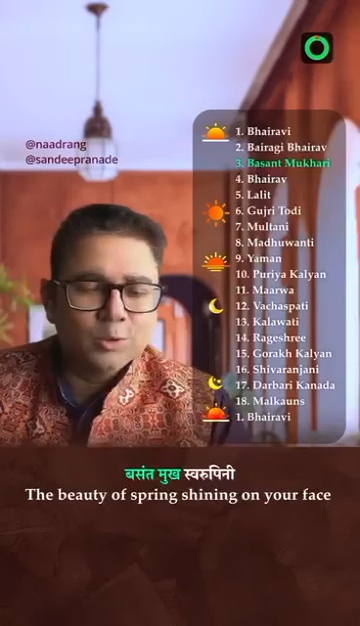 @naadrang
@sandeepranade
1. Bhairavi
2. Bairagi Bhairav
3. Basant Mukhari
4. Bhairav
5. Lalit
6. Gujri Todi
7. Multani
8. Madhuwanti
9. Yaman
10. Puriya Kalyan
11. Maarwa
12. Vachaspati
13. Kalawati
14. Rageshree
15. Gorakh Kalyan
16. Shivaranjani
17. Darbari Kanada
18. Malkauns
1. Bhairavi
बसंत मुख स्वरुपिनी
The beauty of spring shining on your face